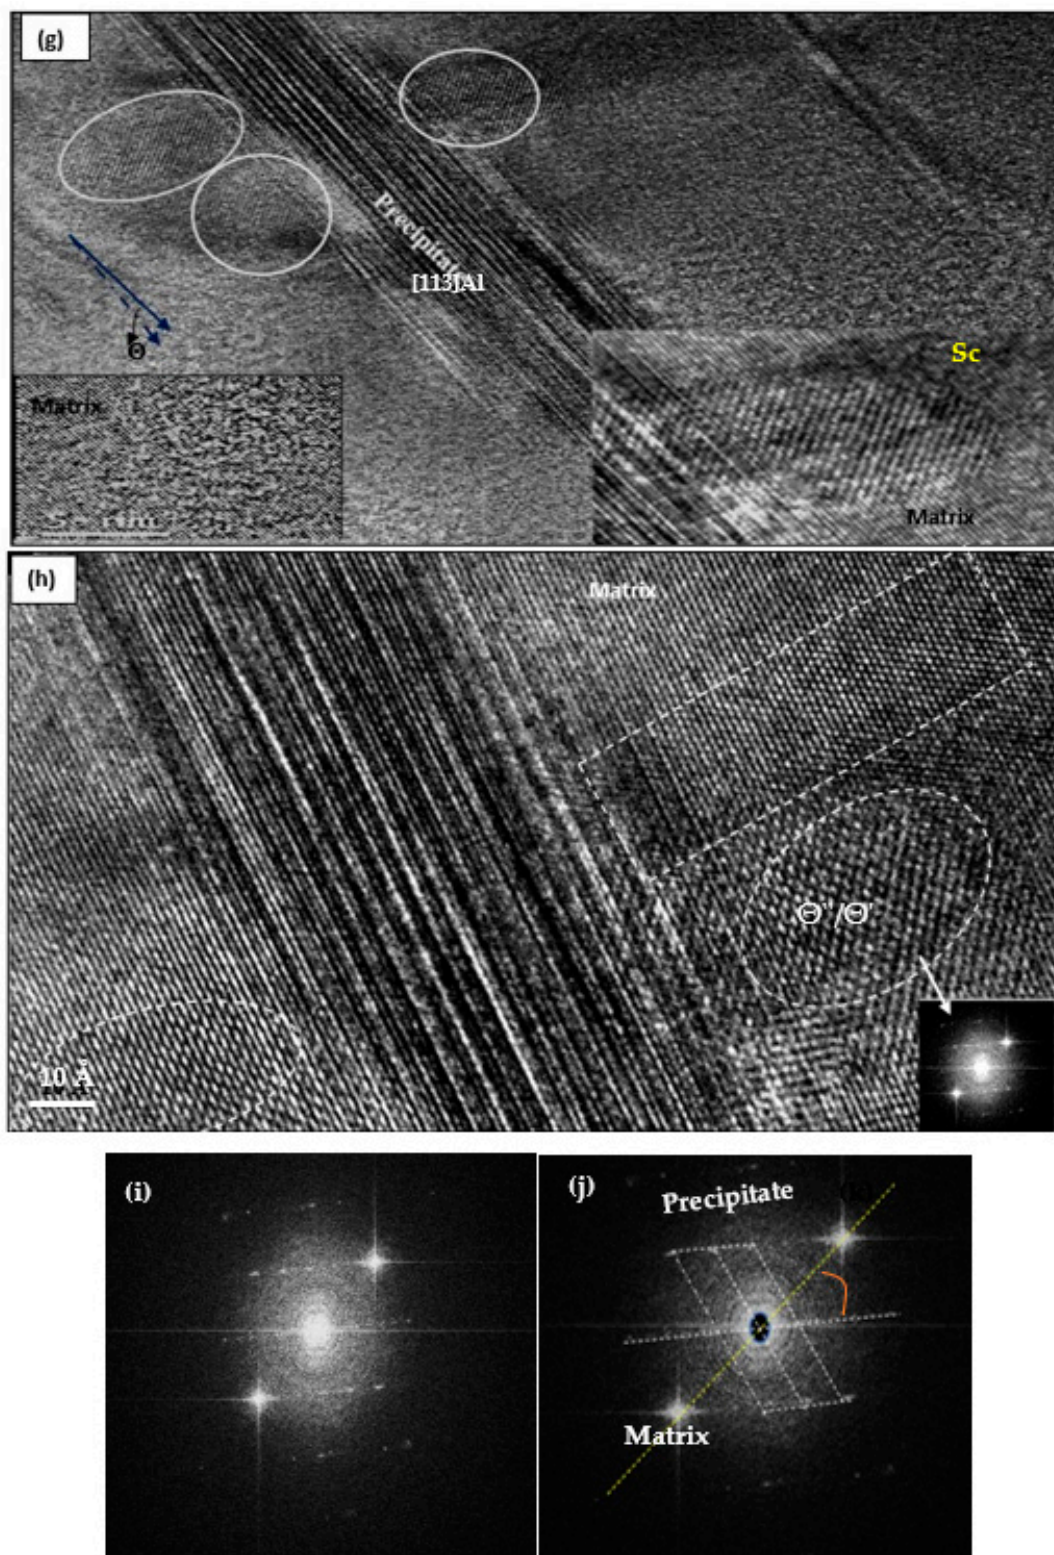 (g)
Precipitate
[113]Al
Θ
Sc
Matrix
Matrix
(h)
Matrix
Θ''/Θ'
10 Å
(i)
(j)
Precipitate
Matrix